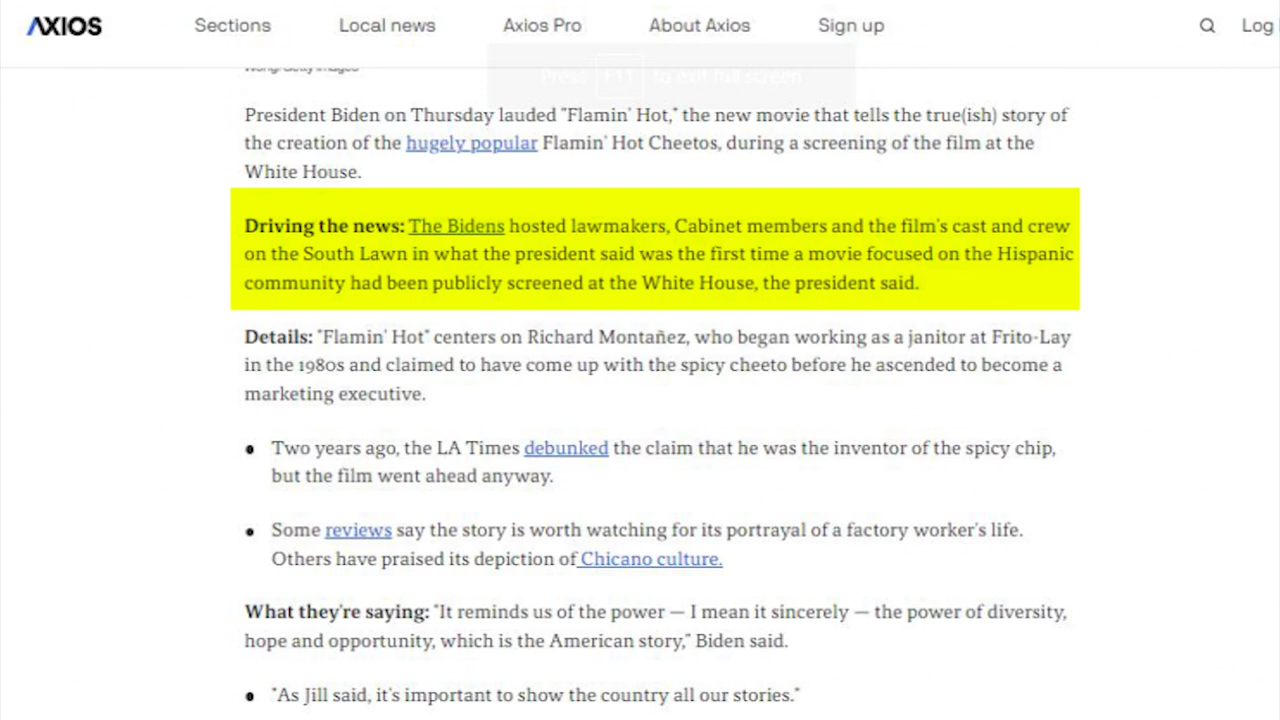 AXIOS
Sections Local news Axios Pro About Axios Sign up Log
Press F11 to exit full screen
President Biden on Thursday lauded "Flamin' Hot," the new movie that tells the true(ish) story of
the creation of the hugely popular Flamin' Hot Cheetos, during a screening of the film at the
White House.
Driving the news: The Bidens hosted lawmakers, Cabinet members and the film's cast and crew
on the South Lawn in what the president said was the first time a movie focused on the Hispanic
community had been publicly screened at the White House, the president said.
Details: "Flamin' Hot" centers on Richard Montañez, who began working as a janitor at Frito-Lay
in the 1980s and claimed to have come up with the spicy cheeto before he ascended to become a
marketing executive.
Two years ago, the LA Times debunked the claim that he was the inventor of the spicy chip,
but the film went ahead anyway.
Some reviews say the story is worth watching for its portrayal of a factory worker's life.
Others have praised its depiction of Chicano culture.
What they're saying: "It reminds us of the power — I mean it sincerely — the power of diversity,
hope and opportunity, which is the American story," Biden said.
"As Jill said, it's important to show the country all our stories."